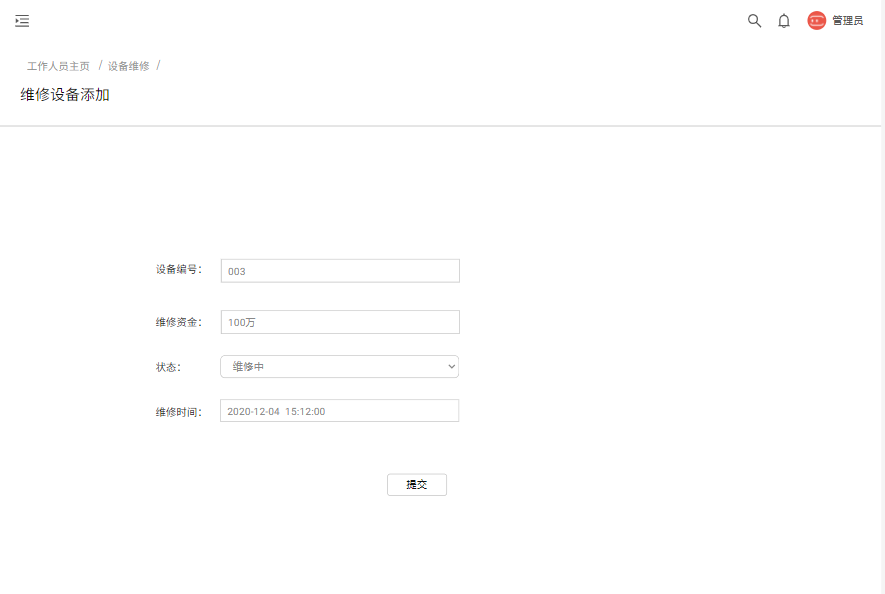 管理员
工作人员主页 / 设备维修 /
维修设备添加
设备编号： 003
维修资金： 100万
状态： 维修中
维修时间： 2020-12-04 15:12:00
提交